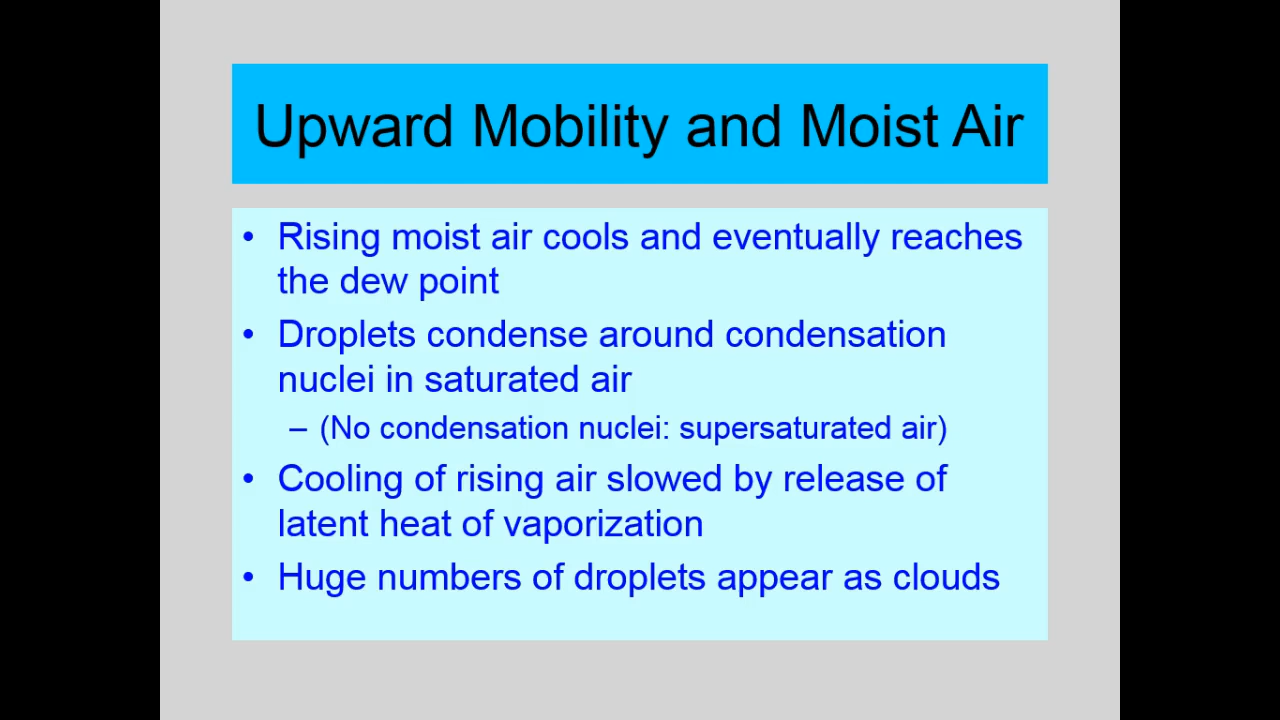 Upward Mobility and Moist Air
• Rising moist air cools and eventually reaches
the dew point
• Droplets condense around condensation
nuclei in saturated air
– (No condensation nuclei: supersaturated air)
• Cooling of rising air slowed by release of
latent heat of vaporization
• Huge numbers of droplets appear as clouds